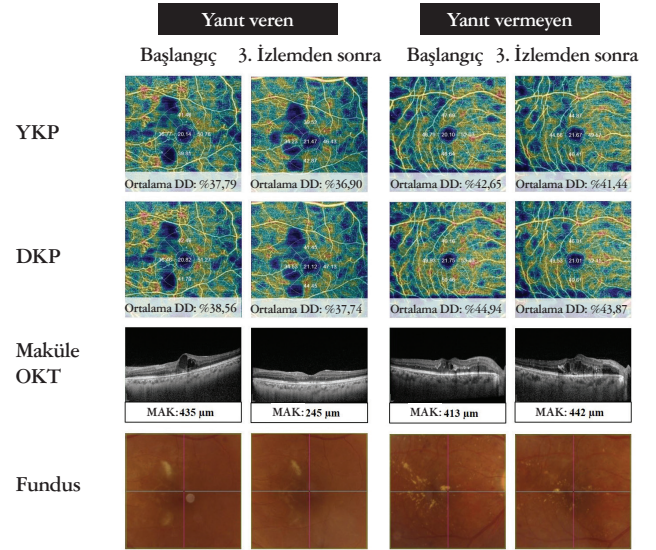 Yanıt veren Yanıt vermeyen
Başlangıç 3. İzlemden sonra Başlangıç 3. İzlemden sonra
YKP
Ortalama DD: %37,79 Ortalama DD: %36,90 Ortalama DD: %42,65 Ortalama DD: %41,44
DKP
Ortalama DD: %38,56 Ortalama DD: %37,74 Ortalama DD: %44,94 Ortalama DD: %43,87
Maküle
OKT
MAK: 435 µm MAK: 245 µm MAK: 413 µm MAK: 442 µm
Fundus